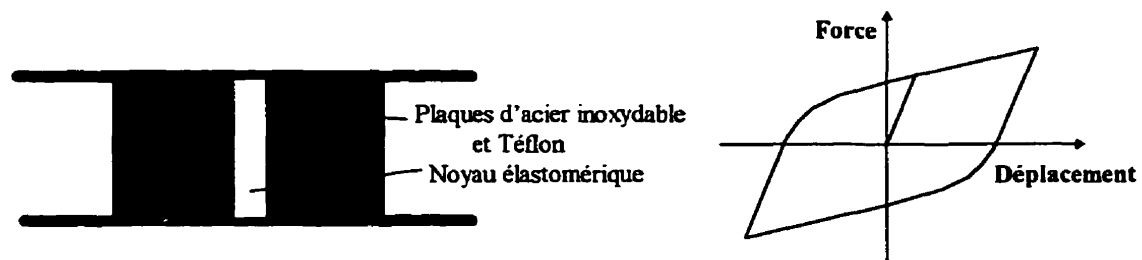 Plaques d'acier inoxydable
et Téflon
Noyau élastomérique
Force
Déplacement